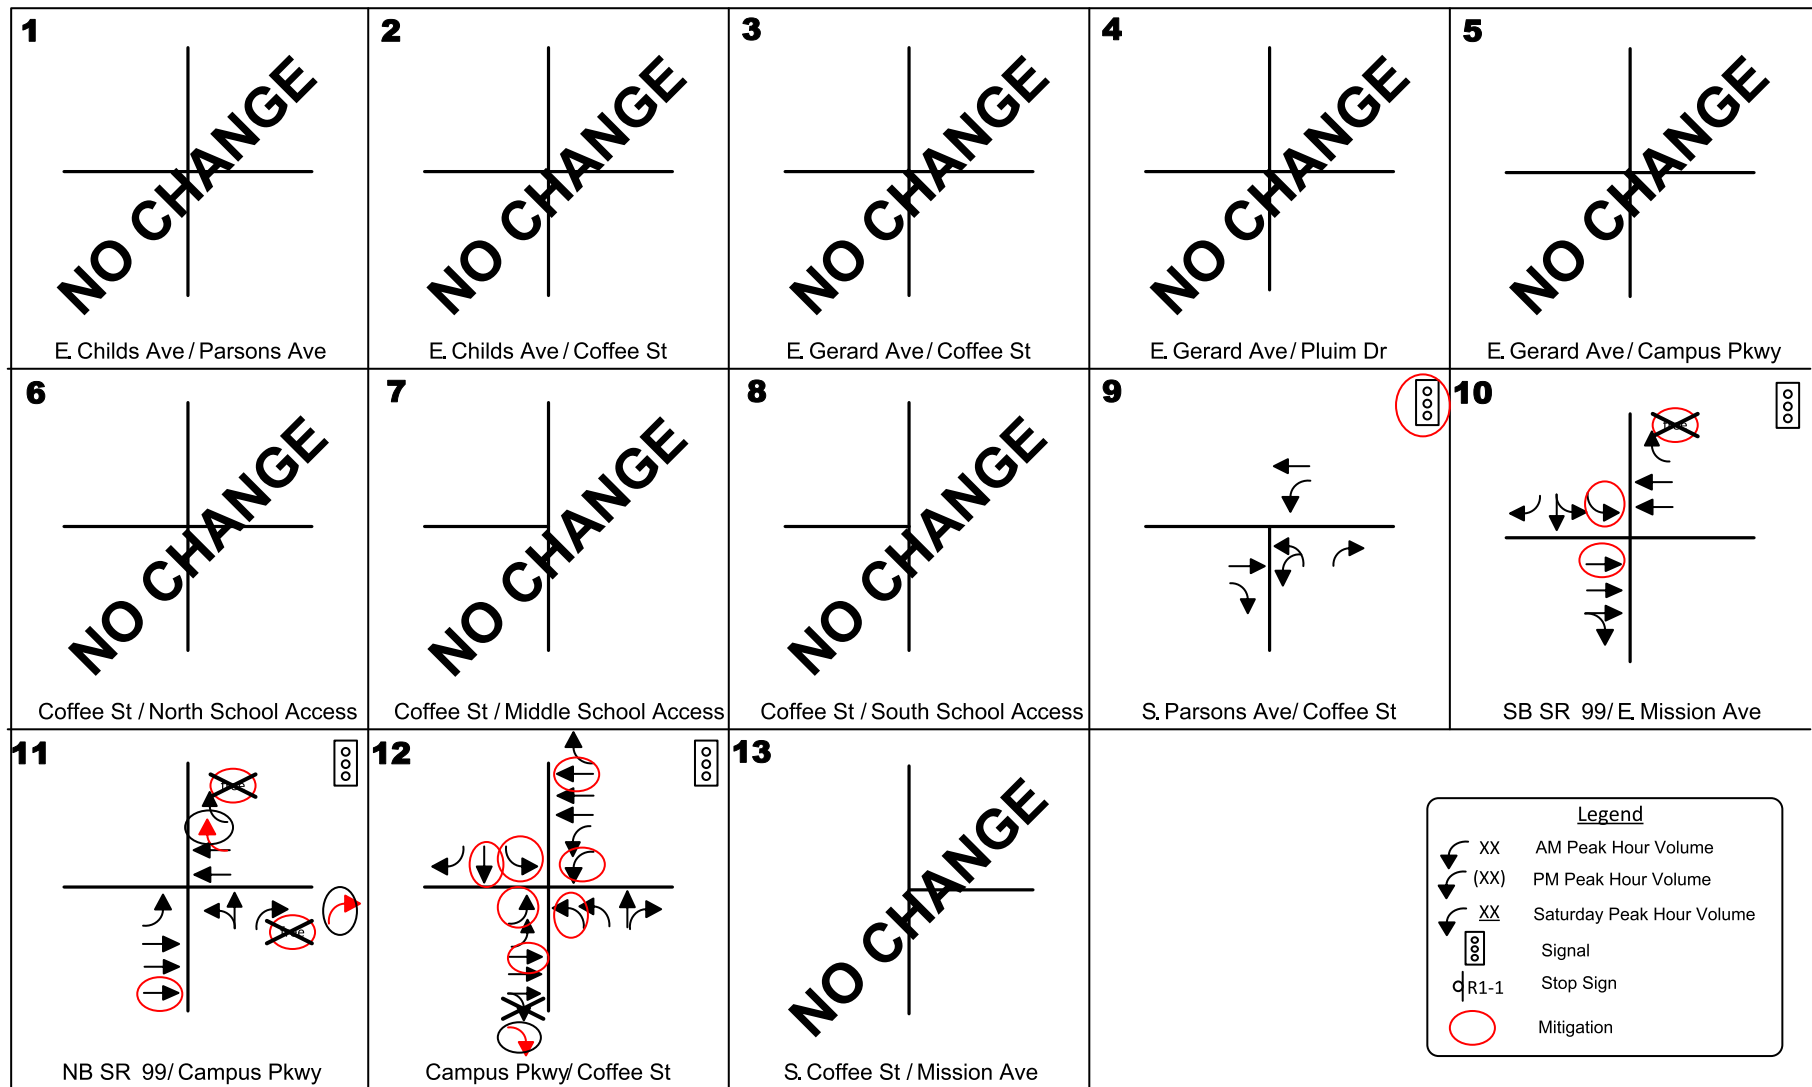 1
NO CHANGE
E. Childs Ave / Parsons Ave
2
NO CHANGE
E. Childs Ave / Coffee St
3
NO CHANGE
E. Gerard Ave / Coffee St
4
NO CHANGE
E. Gerard Ave / Pluim Dr
5
NO CHANGE
E. Gerard Ave / Campus Pkwy
6
NO CHANGE
Coffee St / North School Access
7
NO CHANGE
Coffee St / Middle School Access
8
NO CHANGE
Coffee St / South School Access
9
S. Parsons Ave / Coffee St
10
SB SR 99 / E. Mission Ave
11
NB SR 99 / Campus Pkwy
12
Campus Pkwy / Coffee St
13
NO CHANGE
S. Coffee St / Mission Ave
Legend
XX AM Peak Hour Volume
(XX) PM Peak Hour Volume
XX Saturday Peak Hour Volume
Signal
R1-1 Stop Sign
Mitigation